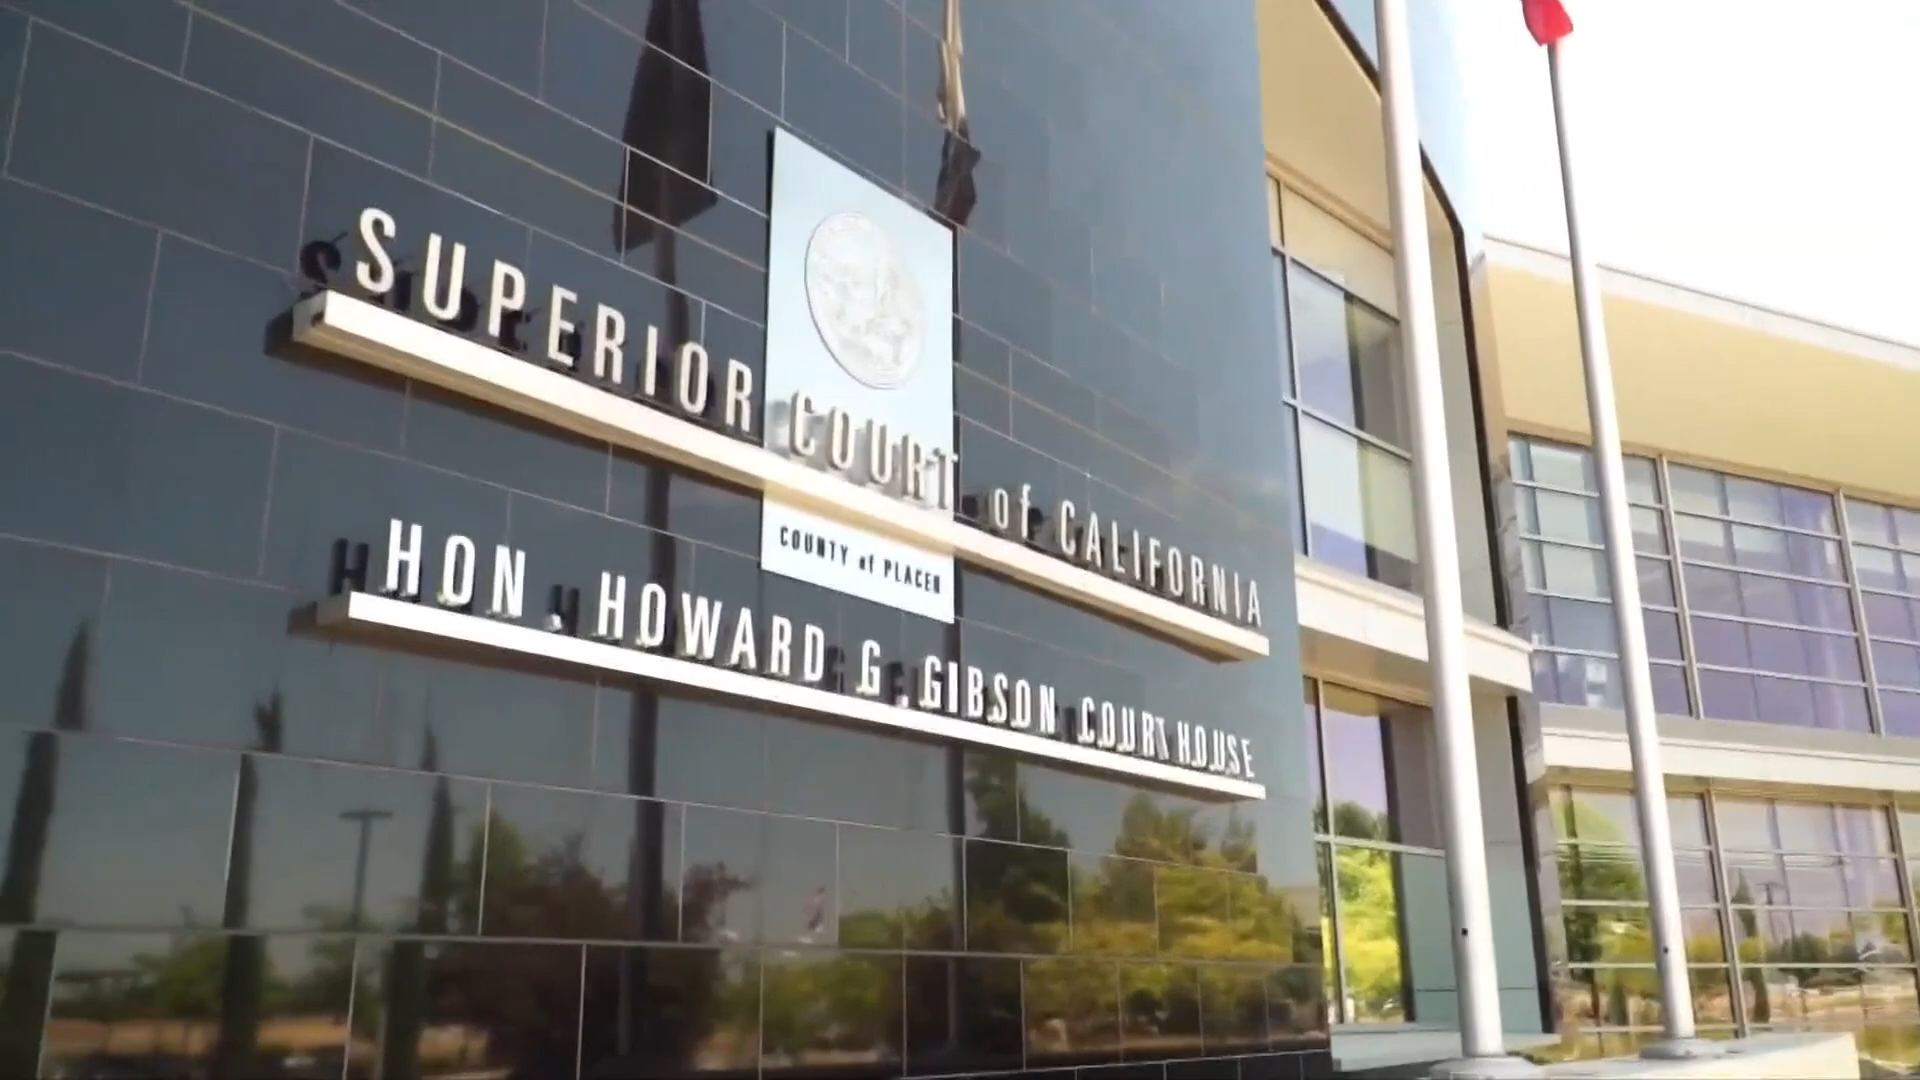 SUPERIOR COURT of CALIFORNIA
COUNTY of PLACER
HON. HOWARD G. GIBSON COURTHOUSE